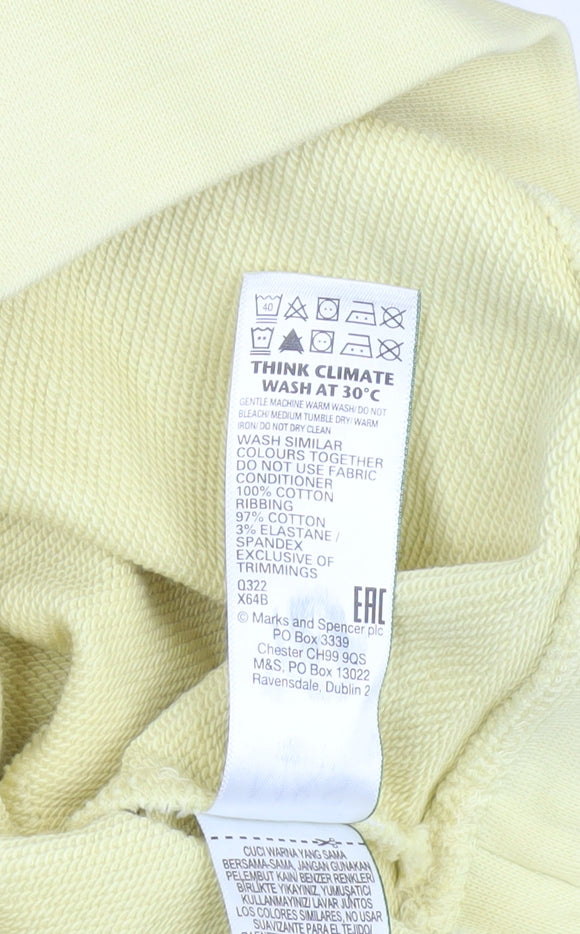 40
THINK CLIMATE
WASH AT 30°C
GENTLE MACHINE WARM WASH/DO NOT
BLEACH/MEDIUM TUMBLE DRY/WARM
IRON/DO NOT DRY CLEAN
WASH SIMILAR
COLOURS TOGETHER
DO NOT USE FABRIC
CONDITIONER
100% COTTON
RIBBING
97% COTTON
3% ELASTANE/
SPANDEX
EXCLUSIVE OF
TRIMMINGS
Q322
X64B
EAC
© Marks and Spencer plc
PO Box 3339
Chester CH99 9QS
M&S, PO Box 13022
Ravensdale, Dublin 2
CUCI WARNA YANG SAMA
BERSAMA-SAMA, JANGAN GUNAKAN
PELEMBUT KAIN/BENZER RENKLERİ
BİRLİKTE YIKAYINIZ, YUMUŞATICI
KULLANMAYINIZ/LAVAR JUNTOS
LOS COLORES SIMILARES, NO USAR
SUAVIZANTE PARA EL TEJIDO/